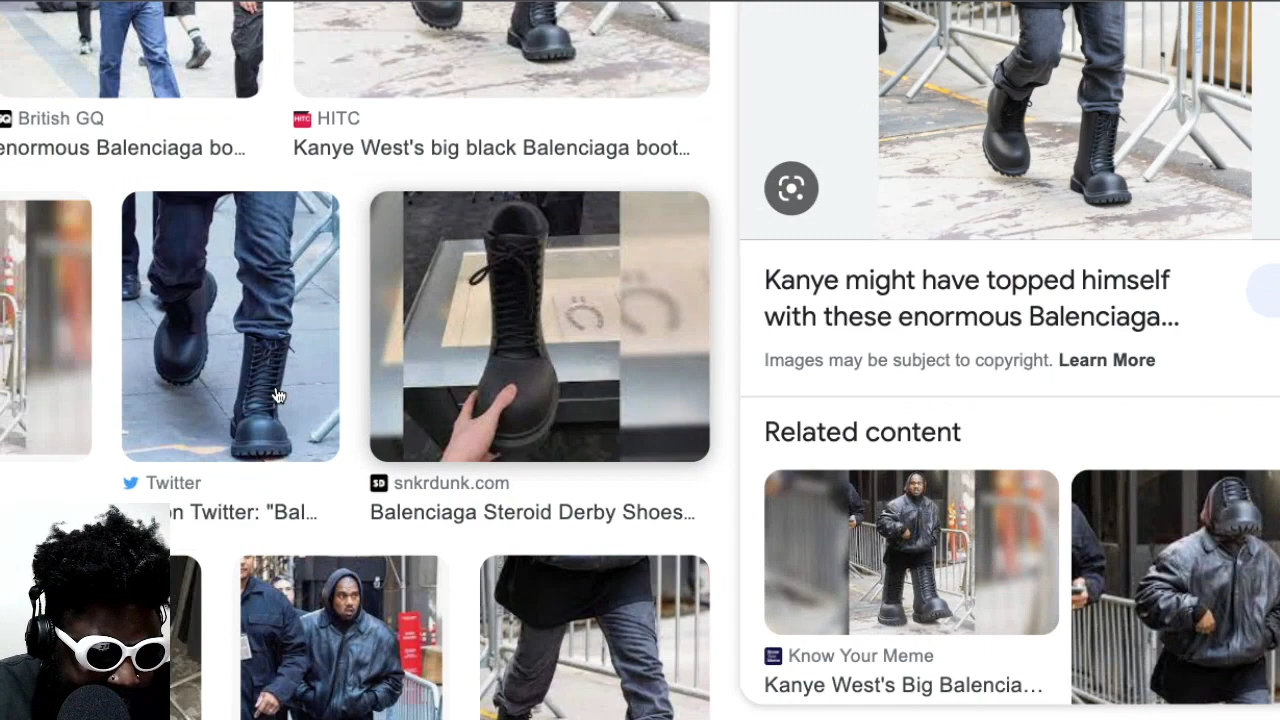 British GQ
HITC
HITC
enormous Balenciaga bo...
Kanye West's big black Balenciaga boot...
Twitter
SD
snkrdunk.com
n Twitter: "Bal...
Balenciaga Steroid Derby Shoes...
Kanye might have topped himself
with these enormous Balenciaga...
Images may be subject to copyright. Learn More
Related content
Know Your Meme
Kanye West's Big Balencia...